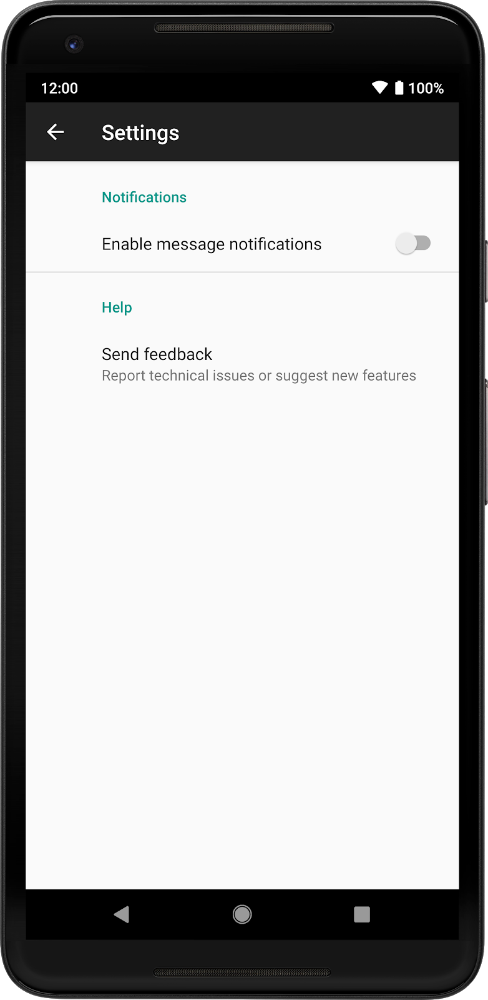 12:00 100%
Settings
Notifications
Enable message notifications
Help
Send feedback
Report technical issues or suggest new features